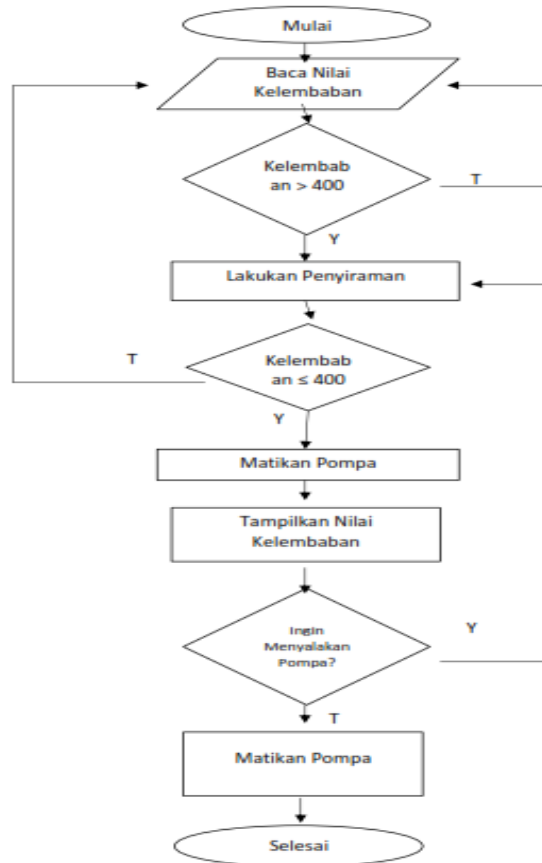 Mulai
Baca Nilai
Kelembaban
Kelembab
an > 400
T
Y
Lakukan Penyiraman
Kelembab
an ≤ 400
T
Y
Matikan Pompa
Tampilkan Nilai
Kelembaban
Ingin
Menyalakan
Pompa?
Y
T
Matikan Pompa
Selesai